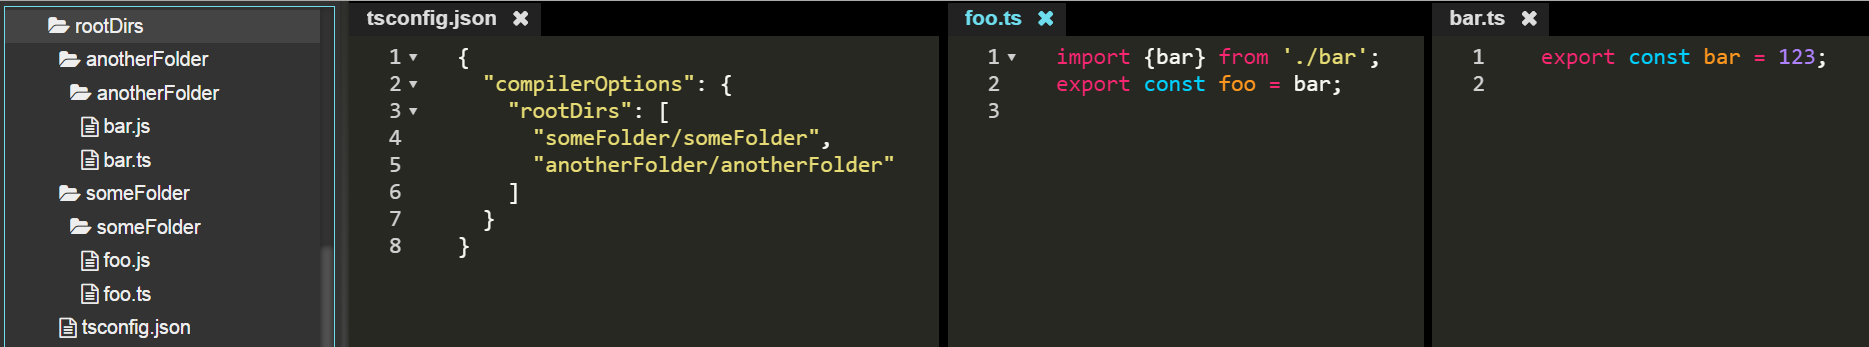 rootDirs
anotherFolder
anotherFolder
bar.js
bar.ts
someFolder
someFolder
foo.js
foo.ts
tsconfig.json
tsconfig.json ✖
1 {
2 "compilerOptions": {
3 "rootDirs": [
4 "someFolder/someFolder",
5 "anotherFolder/anotherFolder"
6 ]
7 }
8 }
foo.ts ✖
1 import {bar} from './bar';
2 export const foo = bar;
3
bar.ts ✖
1 export const bar = 123;
2